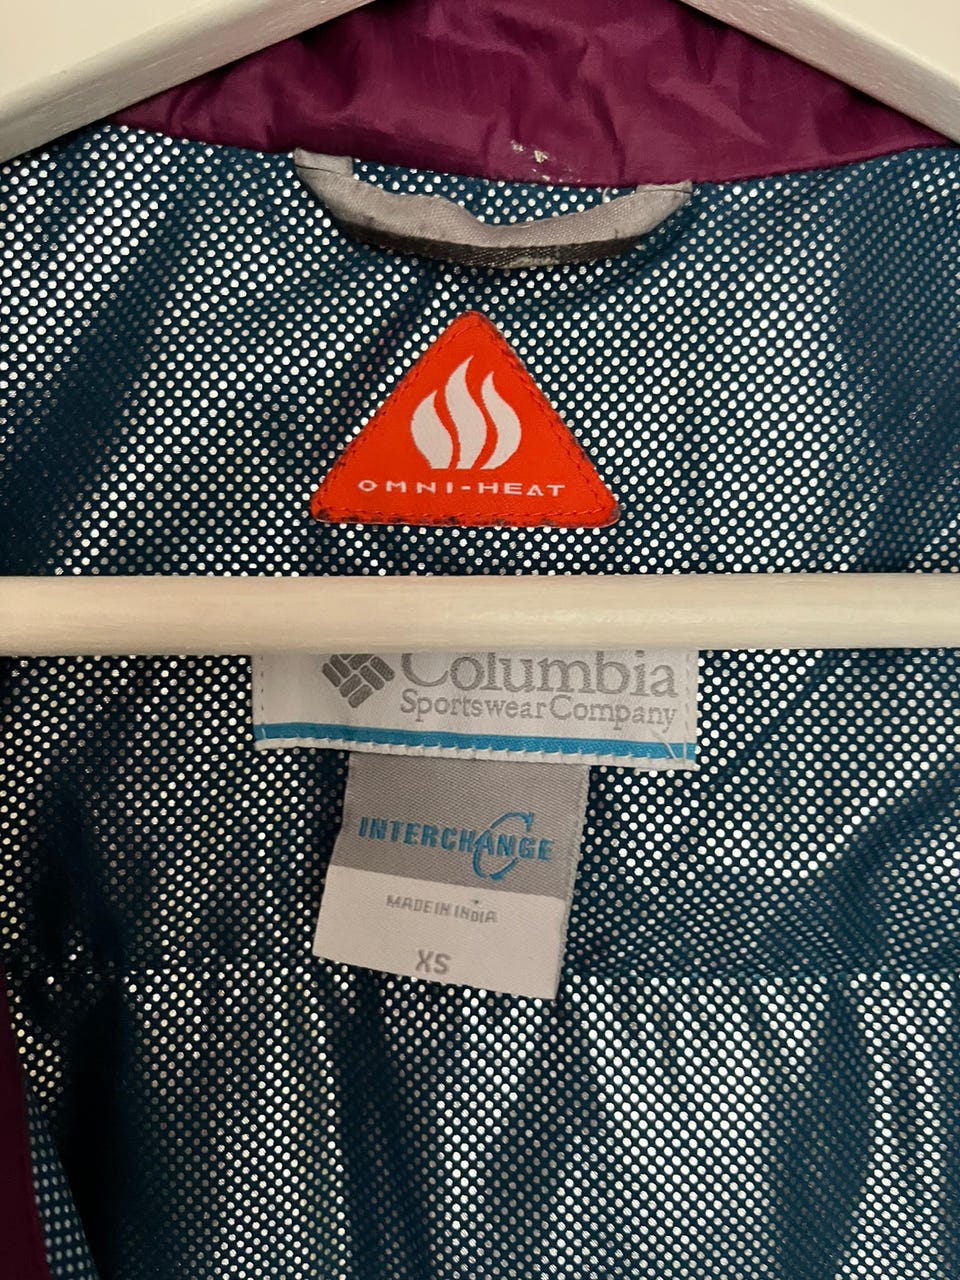 OMNI-HEAT
Columbia
Sportswear Company
INTERCHANGE
MADE IN INDIA
XS